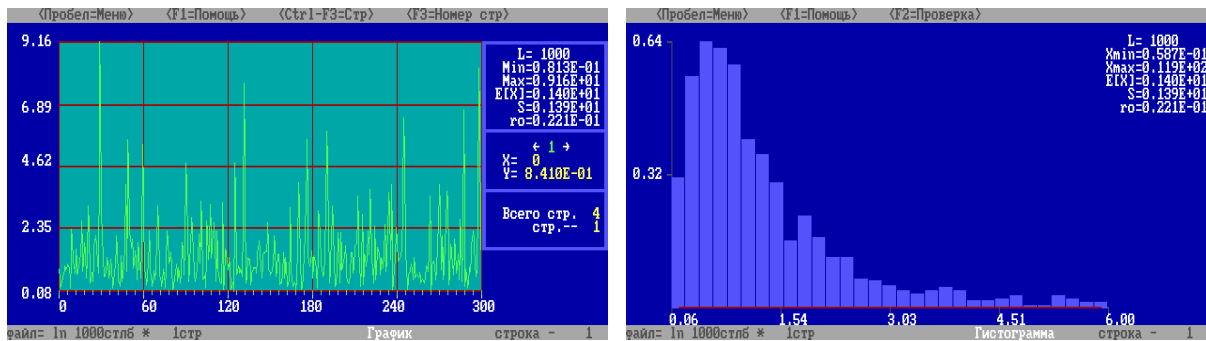 <Пробел=Меню> <F1=Помощь> <Ctrl-F3=Стр> <F3=Номер стр>
9.16
6.89
4.62
2.35
0.08
0 60 120 180 240 300
L= 1000
Min=0.813E-01
Max=0.916E+01
E[X]=0.140E+01
S=0.139E+01
ro=0.221E-01
← 1 →
X= 0
Y= 8.410E-01
Всего стр. 4
стр.-- 1
файл= ln 1000стлб * 1стр График строка - 1
<Пробел=Меню> <F1=Помощь> <F2=Проверка>
0.64
0.32
L= 1000
Xmin=0.587E-01
Xmax=0.119E+02
E[X]=0.140E+01
S=0.139E+01
ro=0.221E-01
0.06 1.54 3.03 4.51 6.00
файл= ln 1000стлб * 1стр Гистограмма строка - 1